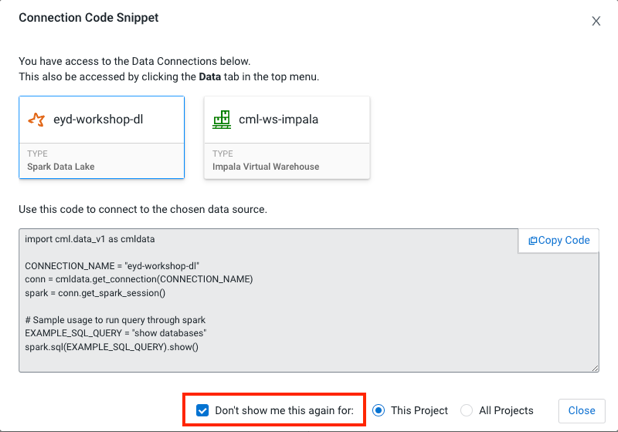 Connection Code Snippet
X
You have access to the Data Connections below.
This also be accessed by clicking the Data tab in the top menu.
eyd-workshop-dl
TYPE
Spark Data Lake
cml-ws-impala
TYPE
Impala Virtual Warehouse
Use this code to connect to the chosen data source.
Copy Code
import cml.data_v1 as cmldata
CONNECTION_NAME = "eyd-workshop-dl"
conn = cmldata.get_connection(CONNECTION_NAME)
spark = conn.get_spark_session()
# Sample usage to run query through spark
EXAMPLE_SQL_QUERY = "show databases"
spark.sql(EXAMPLE_SQL_QUERY).show()
Don't show me this again for: This Project All Projects Close